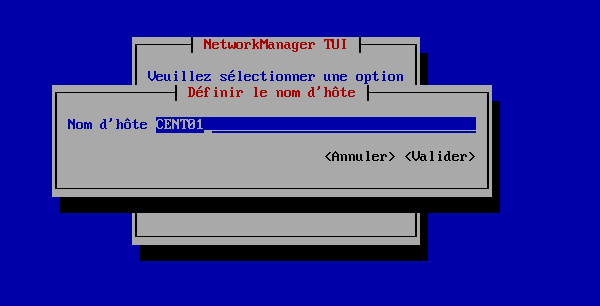 NetworkManager TUI
Veuillez sélectionner une option
Définir le nom d'hôte
Nom d'hôte CENT01
<Annuler> <Valider>